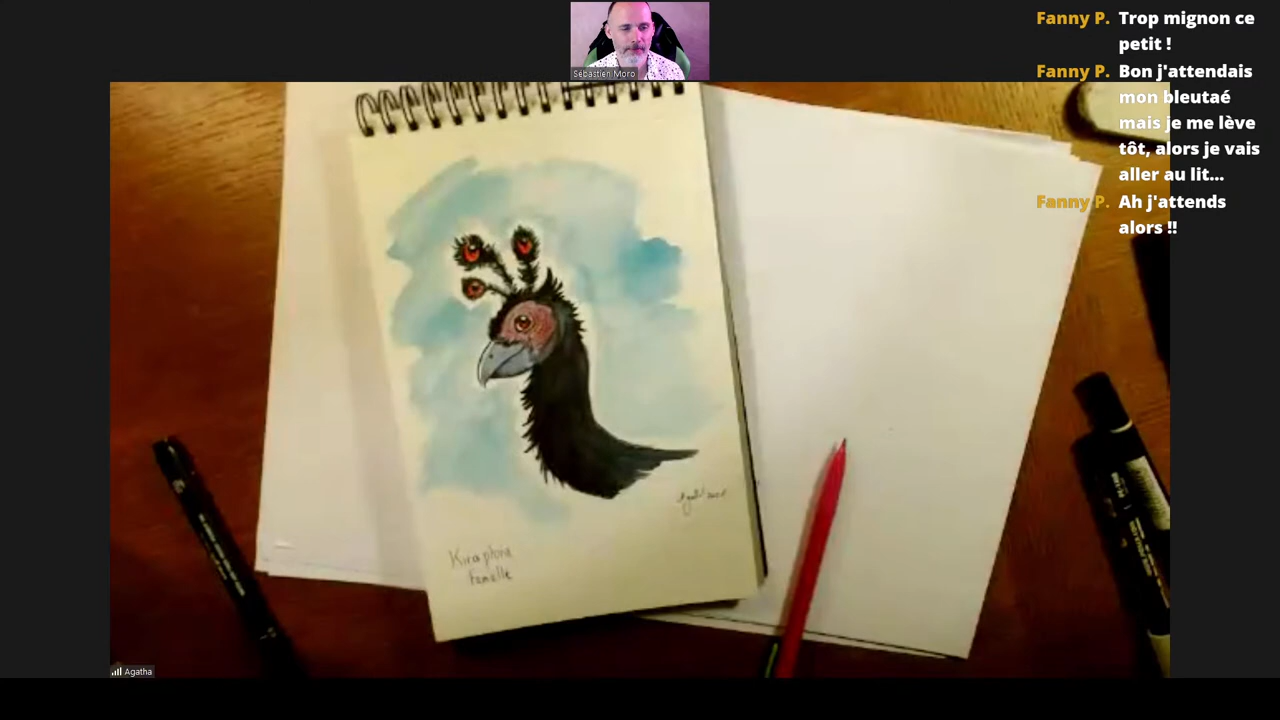 Sébastien Moro
Fanny P. Trop mignon ce
petit !
Fanny P. Bon j'attendais
mon bleutaé
mais je me lève
tôt, alors je vais
aller au lit...
Fanny P. Ah j'attends
alors !!
Femelle
Agatha